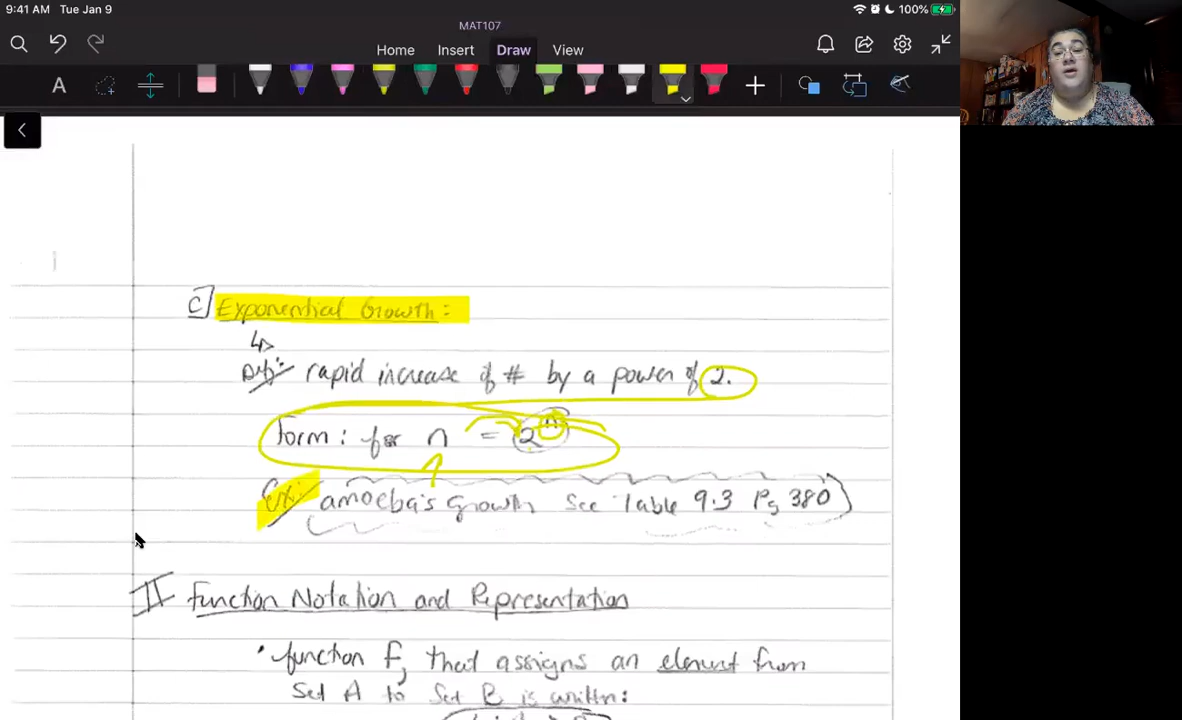 9:41 AM Tue Jan 9
100%
MAT107
Home Insert Draw View
A
C] Exponential Growth:
Def: rapid increase of # by a power of 2.
form: for n = 2ⁿ
Ex: amoeba's growth See Table 9.3 Pg 380
II Function Notation and Representation
• function f, that assigns an element from
Set A to Set B is written: